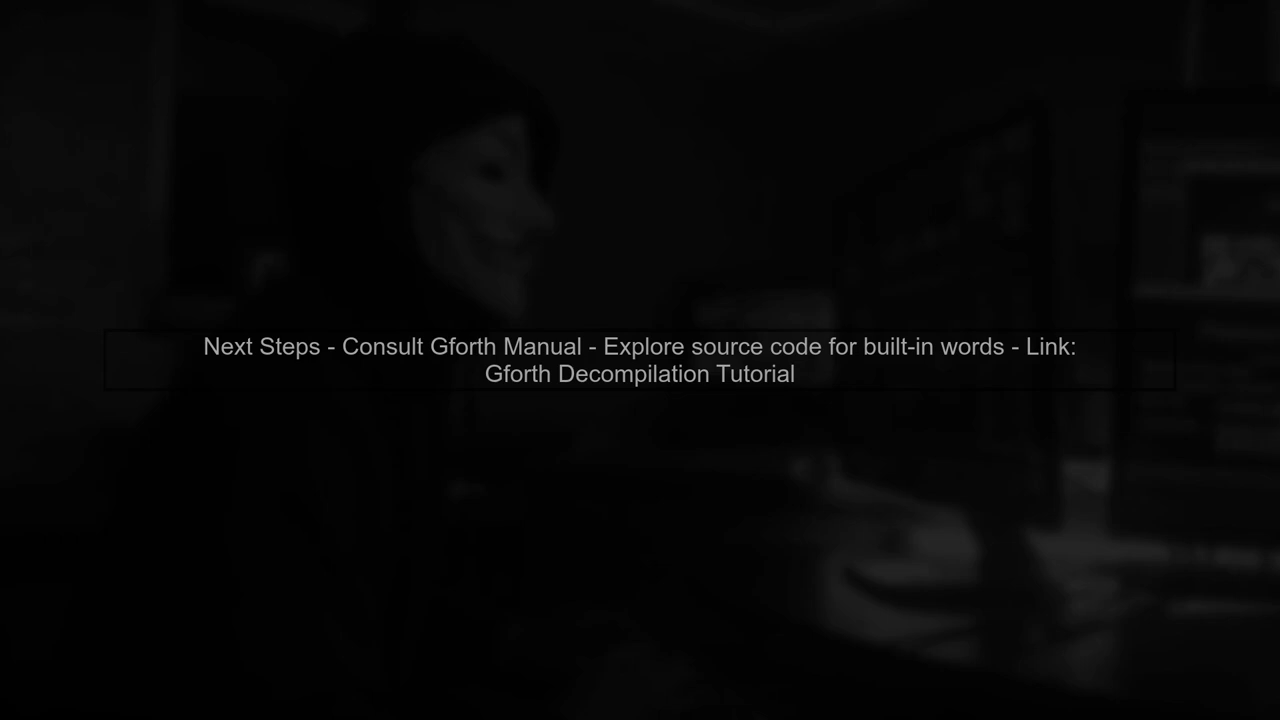 Next Steps - Consult Gforth Manual - Explore source code for built-in words - Link:
Gforth Decompilation Tutorial